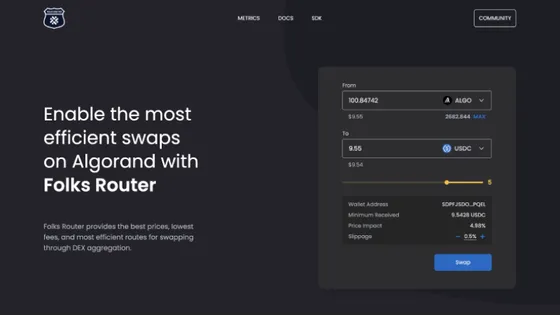 METRICS
DOCS
SDK
COMMUNITY
Enable the most
efficient swaps
on Algorand with
Folks Router
Folks Router provides the best prices, lowest
fees, and most efficient routes for swapping
through DEX aggregation.
From
100.84742 ALGO
$9.55 2682.844 MAX
To
9.55 USDC
$9.54
5
Wallet Address SDPFJSDO...PQEL
Minimum Received 9.5428 USDC
Price Impact 4.88%
Slippage − 0.5% +
Swap